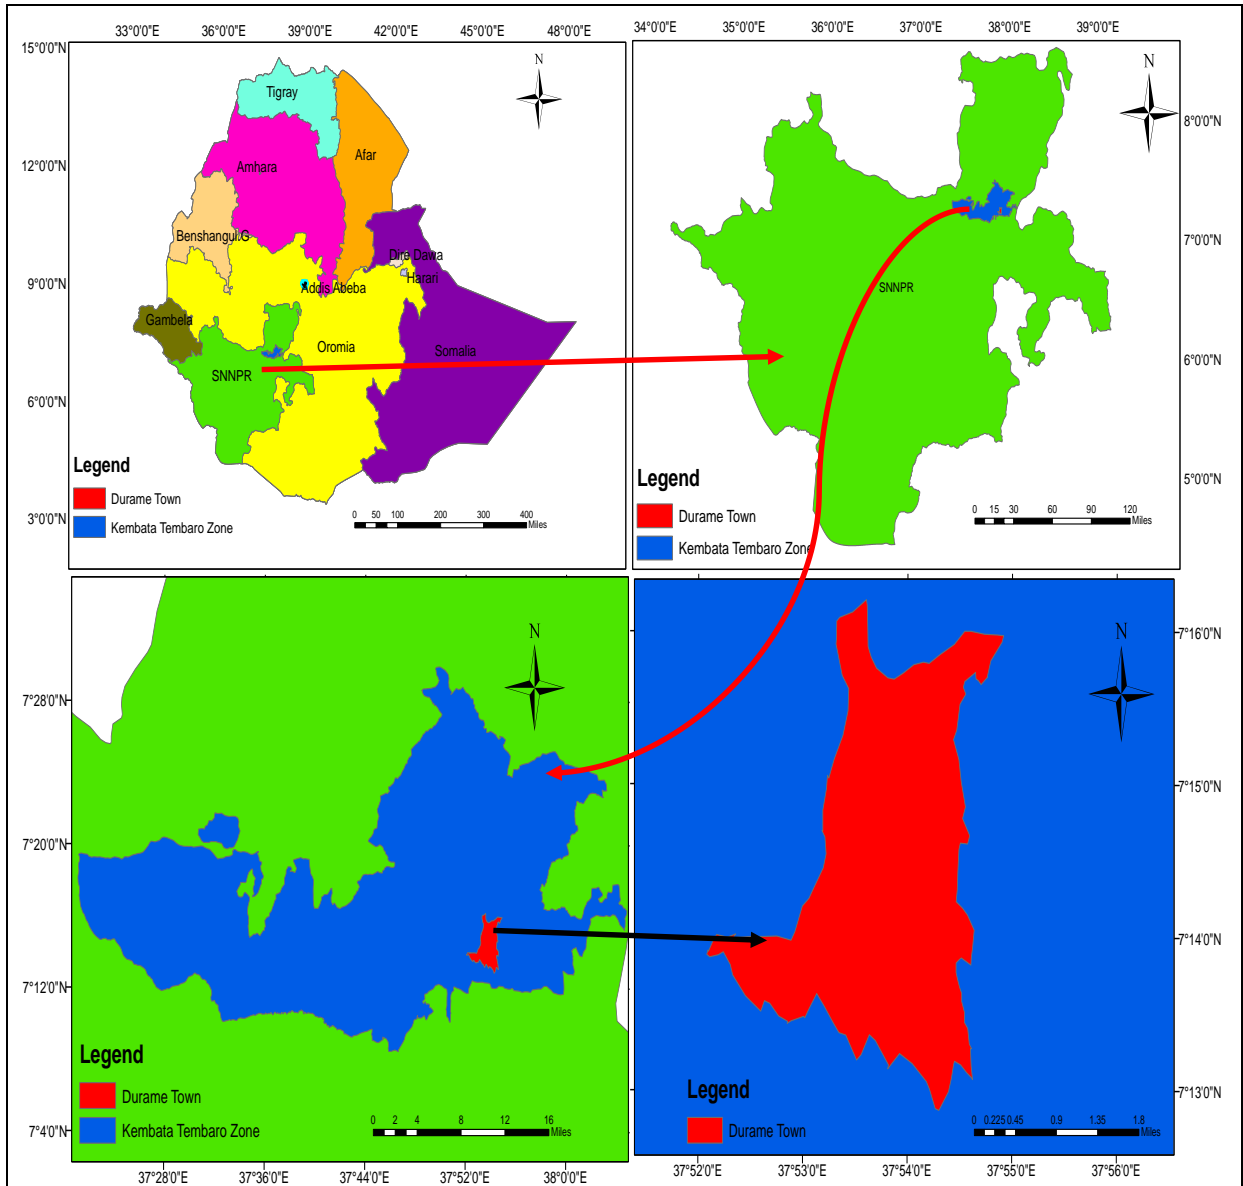 33°0'0"E 36°0'0"E 39°0'0"E 42°0'0"E 45°0'0"E 48°0'0"E
15°0'0"N
12°0'0"N
9°0'0"N
6°0'0"N
3°0'0"N
N
Tigray
Afar
Amhara
Benshangul.G
Dire Dawa
Harari
Addis Abeba
Gambela
Oromia
Somalia
SNNPR
Legend
Durame Town
Kembata Tembaro Zone
0 50 100 200 300 400
Miles
34°0'0"E 35°0'0"E 36°0'0"E 37°0'0"E 38°0'0"E 39°0'0"E
N
8°0'0"N
7°0'0"N
6°0'0"N
5°0'0"N
SNNPR
Legend
Durame Town
Kembata Tembaro Zone
0 15 30 60 90 120
Miles
N
7°28'0"N
7°20'0"N
7°12'0"N
7°4'0"N
Legend
Durame Town
Kembata Tembaro Zone
0 2 4 8 12 16
Miles
37°28'0"E 37°36'0"E 37°44'0"E 37°52'0"E 38°0'0"E
N
7°16'0"N
7°15'0"N
7°14'0"N
7°13'0"N
Legend
Durame Town
0 0.225 0.45 0.9 1.35 1.8
Miles
37°52'0"E 37°53'0"E 37°54'0"E 37°55'0"E 37°56'0"E